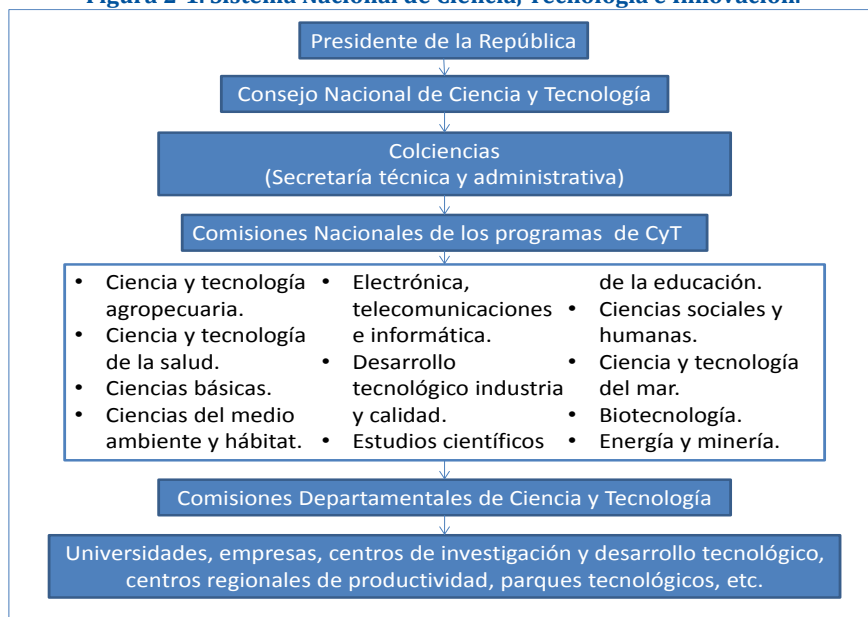 Figura 2-1. Sistema Nacional de Ciencia, Tecnología e Innovación.
Presidente de la República
Consejo Nacional de Ciencia y Tecnología
Colciencias
(Secretaría técnica y administrativa)
Comisiones Nacionales de los programas de CyT
• Ciencia y tecnología
agropecuaria.
• Ciencia y tecnología
de la salud.
• Ciencias básicas.
• Ciencias del medio
ambiente y hábitat.
• Electrónica,
telecomunicaciones
e informática.
• Desarrollo
tecnológico industria
y calidad.
• Estudios científicos
de la educación.
• Ciencias sociales y
humanas.
• Ciencia y tecnología
del mar.
• Biotecnología.
• Energía y minería.
Comisiones Departamentales de Ciencia y Tecnología
Universidades, empresas, centros de investigación y desarrollo tecnológico,
centros regionales de productividad, parques tecnológicos, etc.